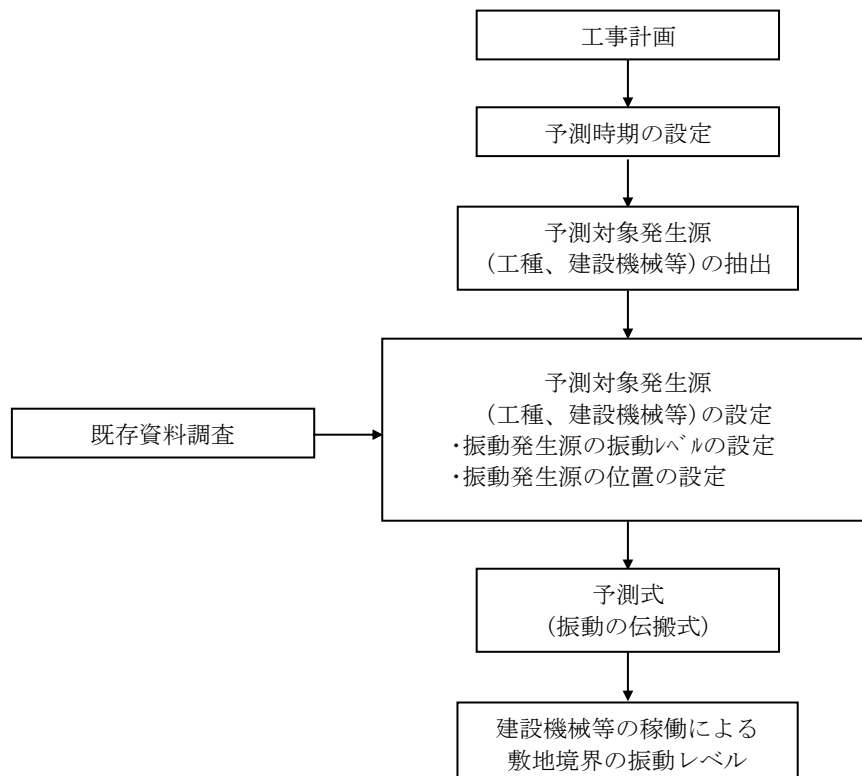 工事計画
予測時期の設定
予測対象発生源
(工種、建設機械等)の抽出
既存資料調査
予測対象発生源
(工種、建設機械等)の設定
・振動発生源の振動ﾚﾍﾞﾙの設定
・振動発生源の位置の設定
予測式
(振動の伝搬式)
建設機械等の稼働による
敷地境界の振動レベル